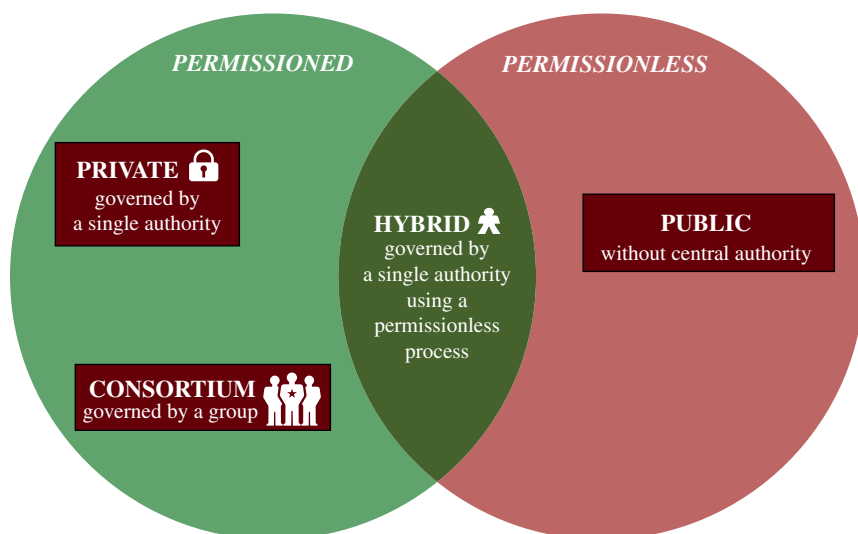 PERMISSIONED
PERMISSIONLESS
PRIVATE
governed by
a single authority
HYBRID
governed by
a single authority
using a
permissionless
process
PUBLIC
without central authority
CONSORTIUM
governed by a group